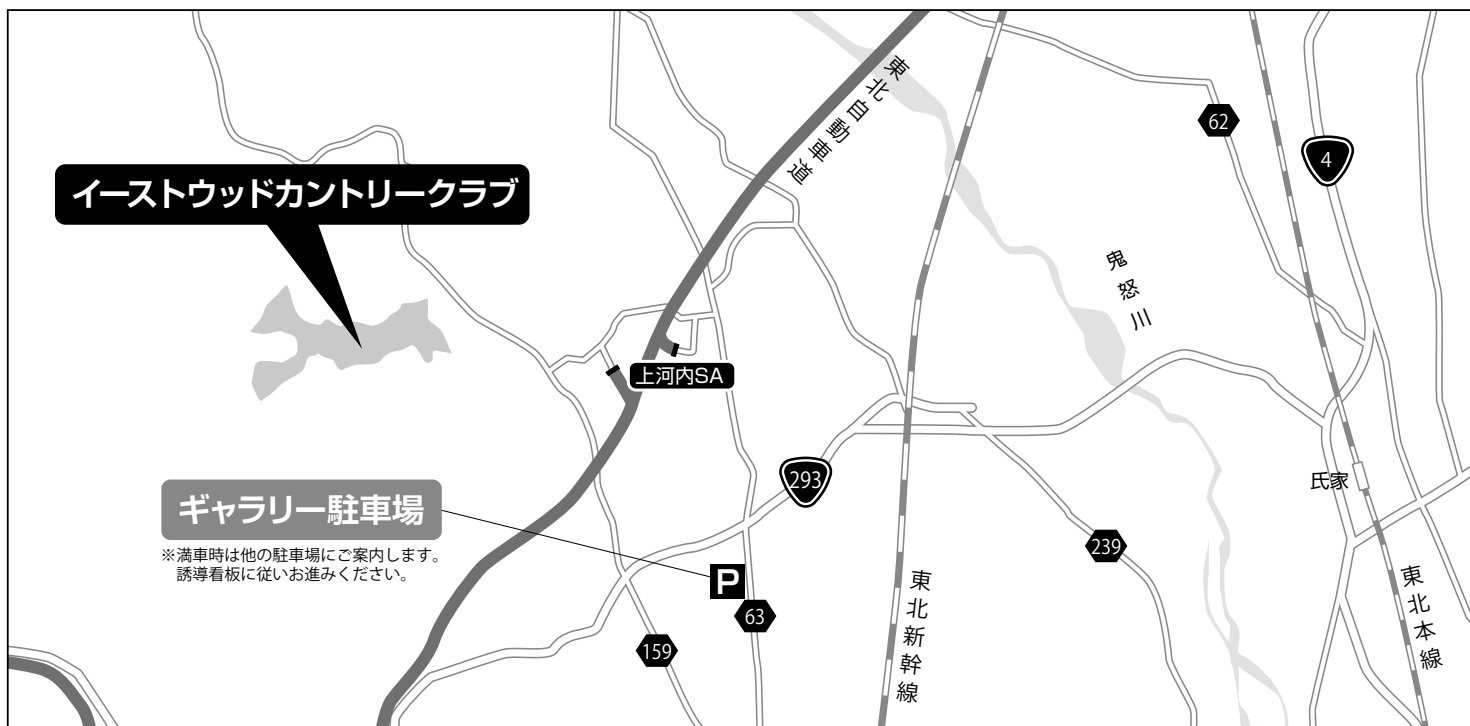 東北自動車道
62
4
イーストウッドカントリークラブ
鬼怒川
上河内SA
293
氏家
ギャラリー駐車場
※満車時は他の駐車場にご案内します。
誘導看板に従いお進みください。
239
P
63
159
東北新幹線
東北本線